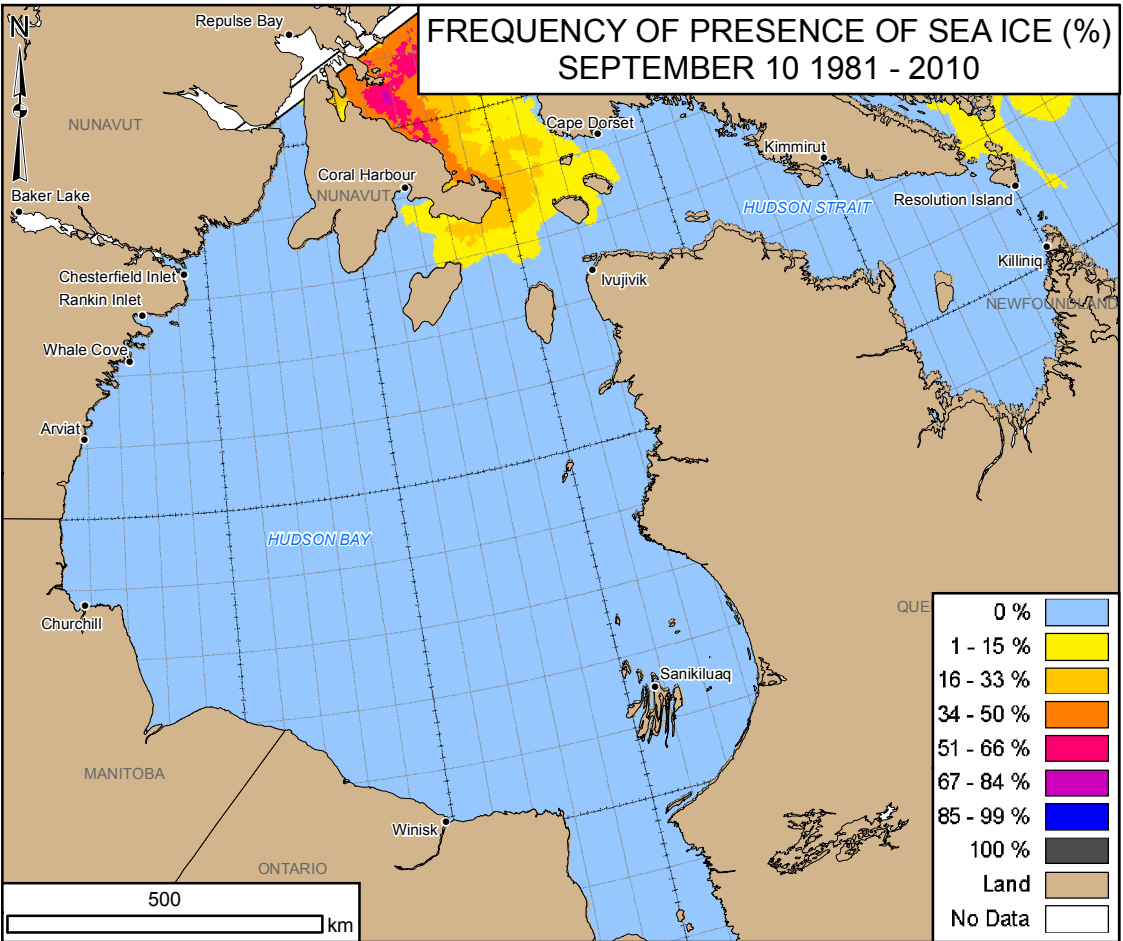 FREQUENCY OF PRESENCE OF SEA ICE (%)
SEPTEMBER 10 1981 - 2010
N
Repulse Bay
NUNAVUT
Cape Dorset
Kimmirut
Coral Harbour
NUNAVUT
Baker Lake
Resolution Island
HUDSON STRAIT
Killiniq
Chesterfield Inlet
Ivujivik
Rankin Inlet
NEWFOUNDLAND
Whale Cove
Arviat
HUDSON BAY
Churchill
QUE
Sanikiluaq
MANITOBA
Winisk
ONTARIO
0 %
1 - 15 %
16 - 33 %
34 - 50 %
51 - 66 %
67 - 84 %
85 - 99 %
100 %
Land
No Data
500
km